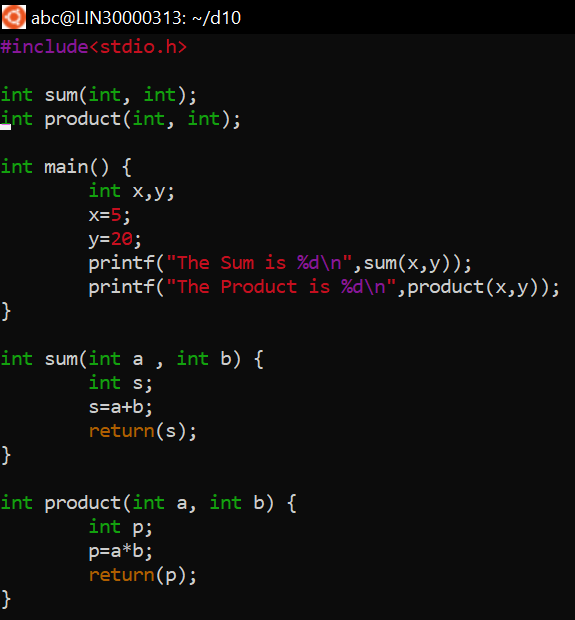 abc@LIN30000313: ~/d10
#include<stdio.h>
int sum(int, int);
int product(int, int);
int main() {
        int x,y;
        x=5;
        y=20;
        printf("The Sum is %d\n",sum(x,y));
        printf("The Product is %d\n",product(x,y));
}
int sum(int a , int b) {
        int s;
        s=a+b;
        return(s);
}
int product(int a, int b) {
        int p;
        p=a*b;
        return(p);
}